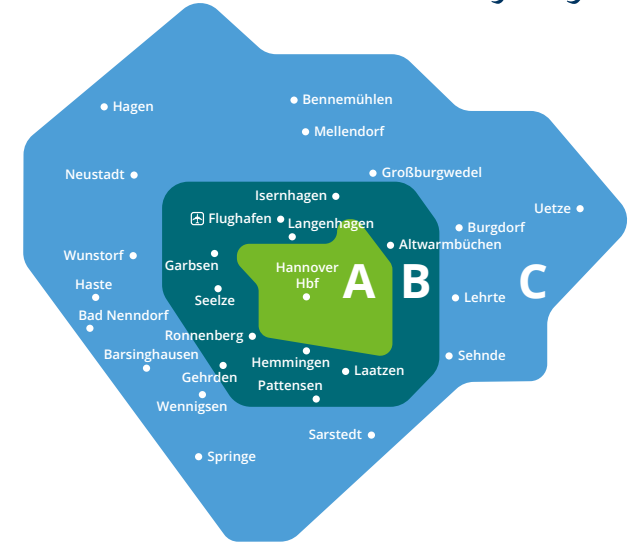 Bennemühlen
Hagen
Mellendorf
Großburgwedel
Neustadt
Isernhagen
Uetze
Flughafen
Langenhagen
Burgdorf
Altwarmbüchen
Wunstorf
Garbsen
Hannover
Hbf
A
B
C
Haste
Seelze
Lehrte
Bad Nenndorf
Ronnenberg
Barsinghausen
Sehnde
Hemmingen
Laatzen
Gehrden
Pattensen
Wennigsen
Sarstedt
Springe